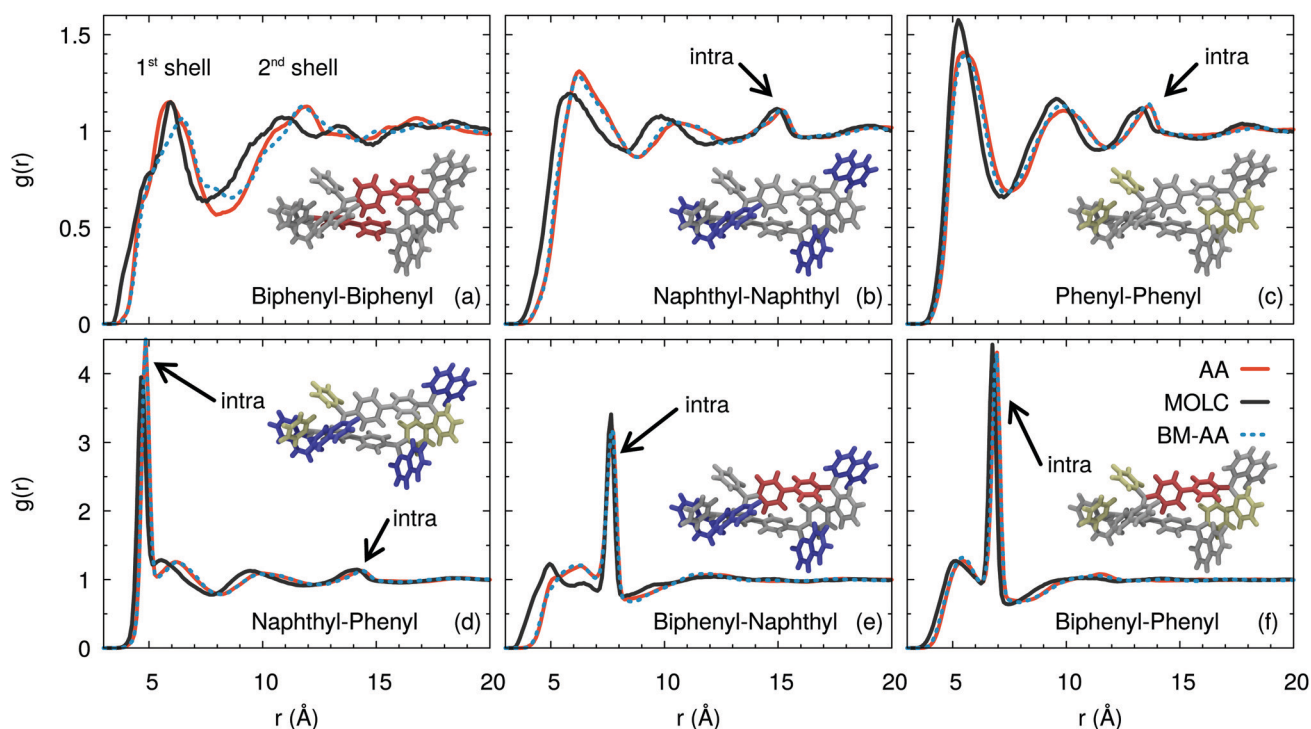 1.5
1
0.5
0
g(r)
1st shell
2nd shell
Biphenyl-Biphenyl
(a)
intra
Naphthyl-Naphthyl
(b)
intra
Phenyl-Phenyl
(c)
4
3
2
1
0
g(r)
intra
intra
Naphthyl-Phenyl
(d)
5
10
15
20
r (Å)
intra
Biphenyl-Naphthyl
(e)
5
10
15
20
r (Å)
AA
MOLC
BM-AA
intra
Biphenyl-Phenyl
(f)
5
10
15
20
r (Å)